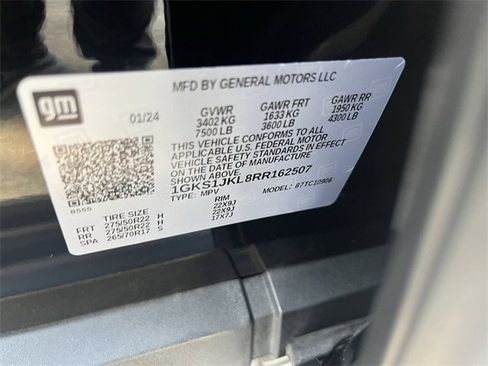 gm
MFD BY GENERAL MOTORS LLC
01/24 GVWR GAWR FRT GAWR RR
3402 KG 1633 KG 1950 KG
7500 LB 3600 LB 4300 LB
THIS VEHICLE CONFORMS TO ALL
APPLICABLE U.S. FEDERAL MOTOR VEHICLE
SAFETY STANDARDS IN EFFECT
ON THE DATE OF MANUFACTURE
SHOWN ABOVE.
1GKS1JKL8RR162507
8555 TYPE: MPV 87TC10906
TIRE SIZE RIM
FRT 275/50R22 H 22X9J
RR 275/50R22 H 22X9J
SPA 265/70R17 S 17X7J